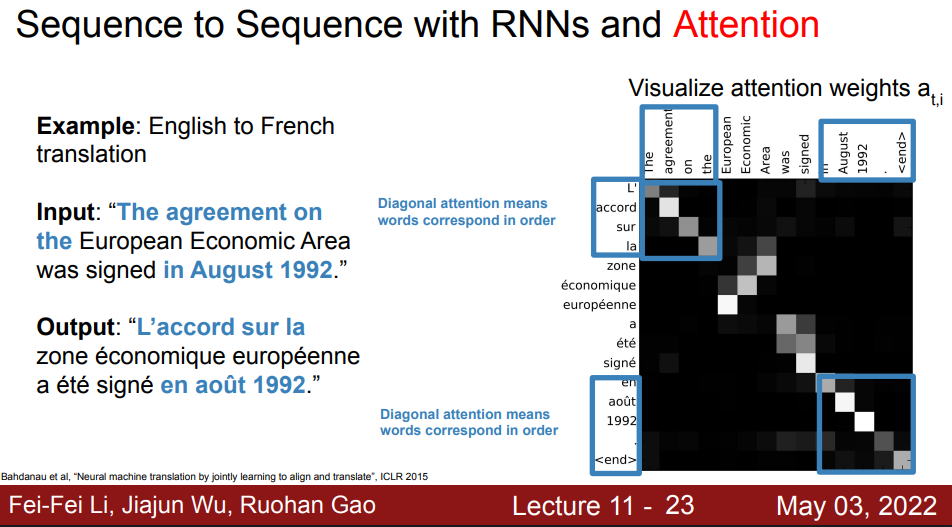 Sequence to Sequence with RNNs and Attention
Visualize attention weights a_t,i
Example: English to French
translation
Input: “The agreement on
the European Economic Area
was signed in August 1992.”
Output: “L’accord sur la
zone économique européenne
a été signé en août 1992.”
Diagonal attention means
words correspond in order
Diagonal attention means
words correspond in order
The
agreement
on
the
European
Economic
Area
was
signed
in
August
1992
.
<end>
L'
accord
sur
la
zone
économique
européenne
a
été
signé
en
août
1992
.
<end>
Bahdanau et al, “Neural machine translation by jointly learning to align and translate”, ICLR 2015
Fei-Fei Li, Jiajun Wu, Ruohan Gao
Lecture 11 - 23
May 03, 2022